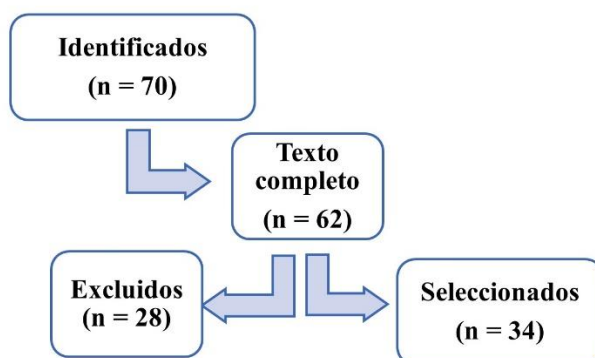 Identificados
(n = 70)
Texto
completo
(n = 62)
Excluidos
(n = 28)
Seleccionados
(n = 34)